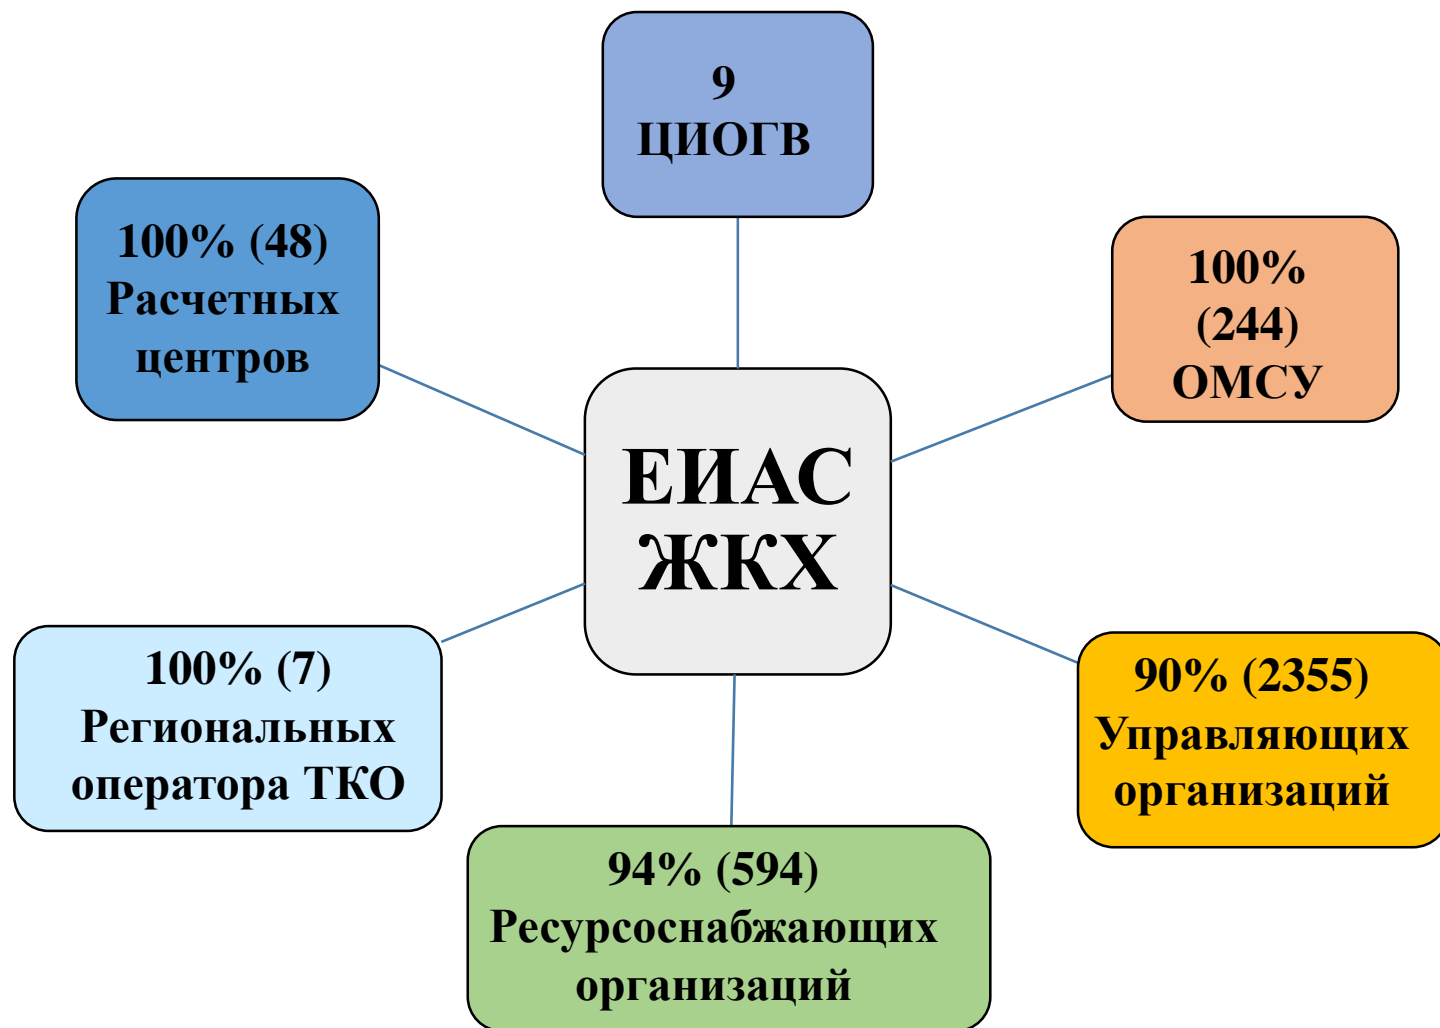 9
ЦИОГВ
100% (48)
Расчетных
центров
100%
(244)
ОМСУ
ЕИАС
ЖКХ
100% (7)
Региональных
оператора ТКО
90% (2355)
Управляющих
организаций
94% (594)
Ресурсоснабжающих
организаций